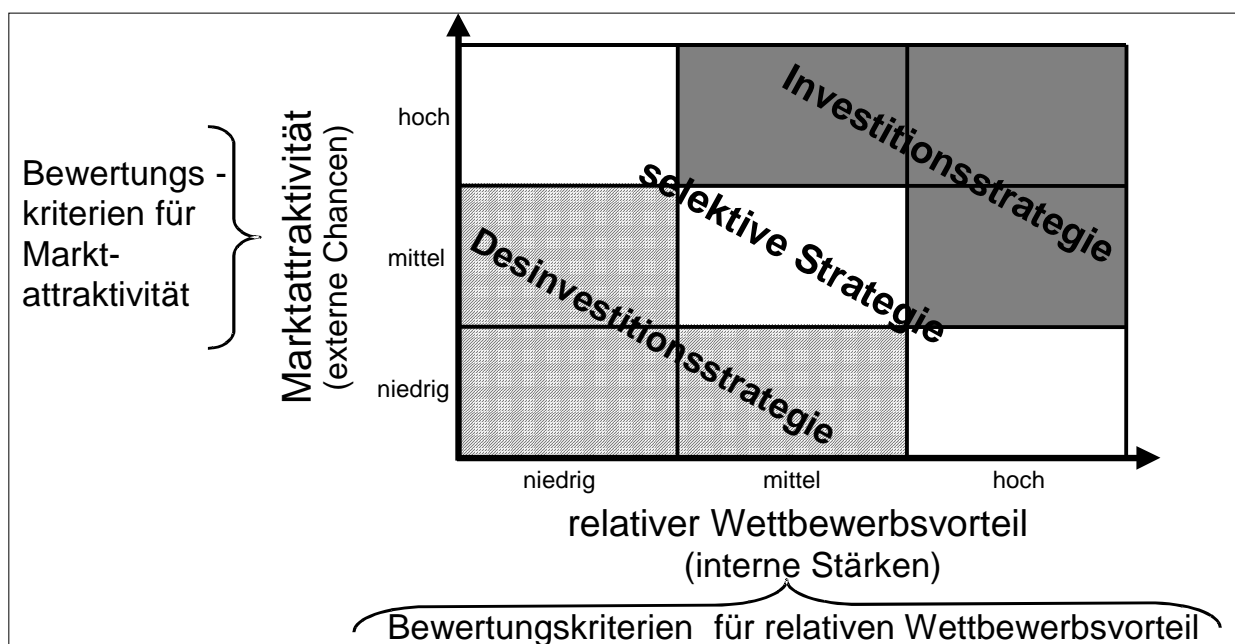 Bewertungs -
kriterien für
Markt-
attraktivität
Marktattraktivität
(externe Chancen)
hoch
mittel
niedrig
Investitionsstrategie
selektive Strategie
Desinvestitionsstrategie
niedrig
mittel
hoch
relativer Wettbewerbsvorteil
(interne Stärken)
Bewertungskriterien für relativen Wettbewerbsvorteil